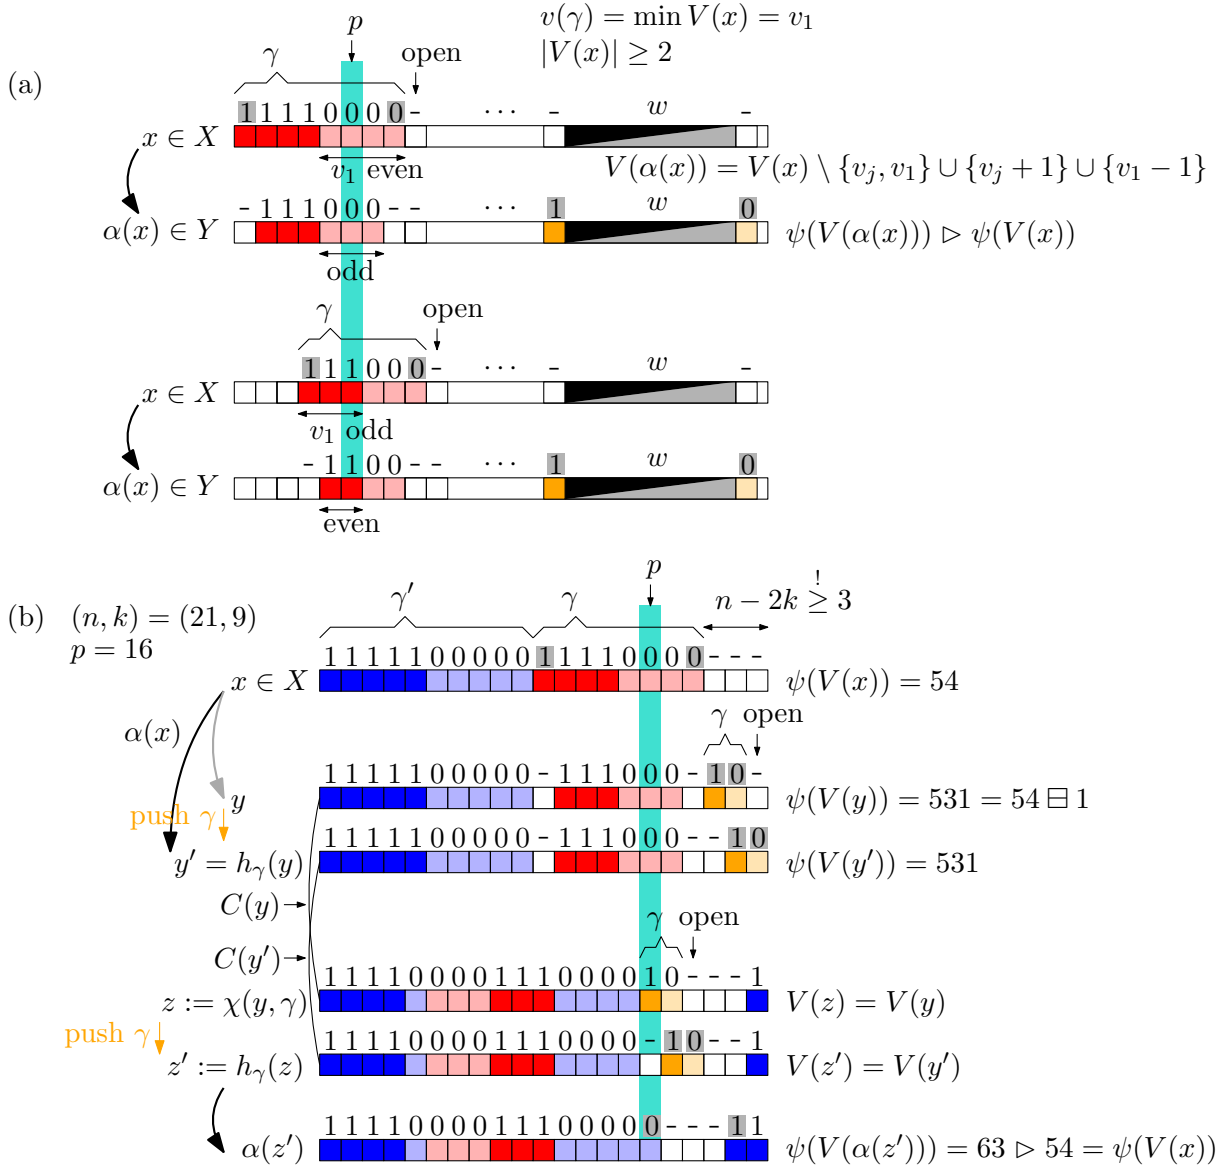 v(γ) = min V(x) = v₁
|V(x)| ≥ 2
p
open
γ
(a)
1 1 1 1 0 0 0 0 - ··· - w -
x ∈ X
v₁ even
V(α(x)) = V(x) \ {v_j, v₁} ∪ {v_j + 1} ∪ {v₁ − 1}
- 1 1 1 0 0 0 - - ··· 1 w 0
α(x) ∈ Y
ψ(V(α(x))) ▷ ψ(V(x))
odd
γ
open
1 1 1 0 0 0 - ··· - w -
x ∈ X
v₁ odd
- 1 1 0 0 - - ··· 1 w 0
α(x) ∈ Y
even
(b) (n, k) = (21, 9)
p = 16
γ′
γ
p
n − 2k ≥! 3
1 1 1 1 1 0 0 0 0 0 1 1 1 1 0 0 0 0 - - -
x ∈ X
ψ(V(x)) = 54
α(x)
γ
open
1 1 1 1 1 0 0 0 0 0 - 1 1 1 0 0 0 - 1 0 -
y
ψ(V(y)) = 531 = 54 ⊟ 1
push γ
1 1 1 1 1 0 0 0 0 0 - 1 1 1 0 0 0 - - 1 0
y′ = h_γ(y)
ψ(V(y′)) = 531
C(y)
C(y′)
γ
open
1 1 1 1 0 0 0 0 1 1 1 0 0 0 0 1 0 - - - 1
z := χ(y, γ)
V(z) = V(y)
push γ
1 1 1 1 0 0 0 0 1 1 1 0 0 0 0 - 1 0 - - 1
z′ := h_γ(z)
V(z′) = V(y′)
1 1 1 1 0 0 0 0 1 1 1 0 0 0 0 0 - - - 1 1
α(z′)
ψ(V(α(z′))) = 63 ▷ 54 = ψ(V(x))